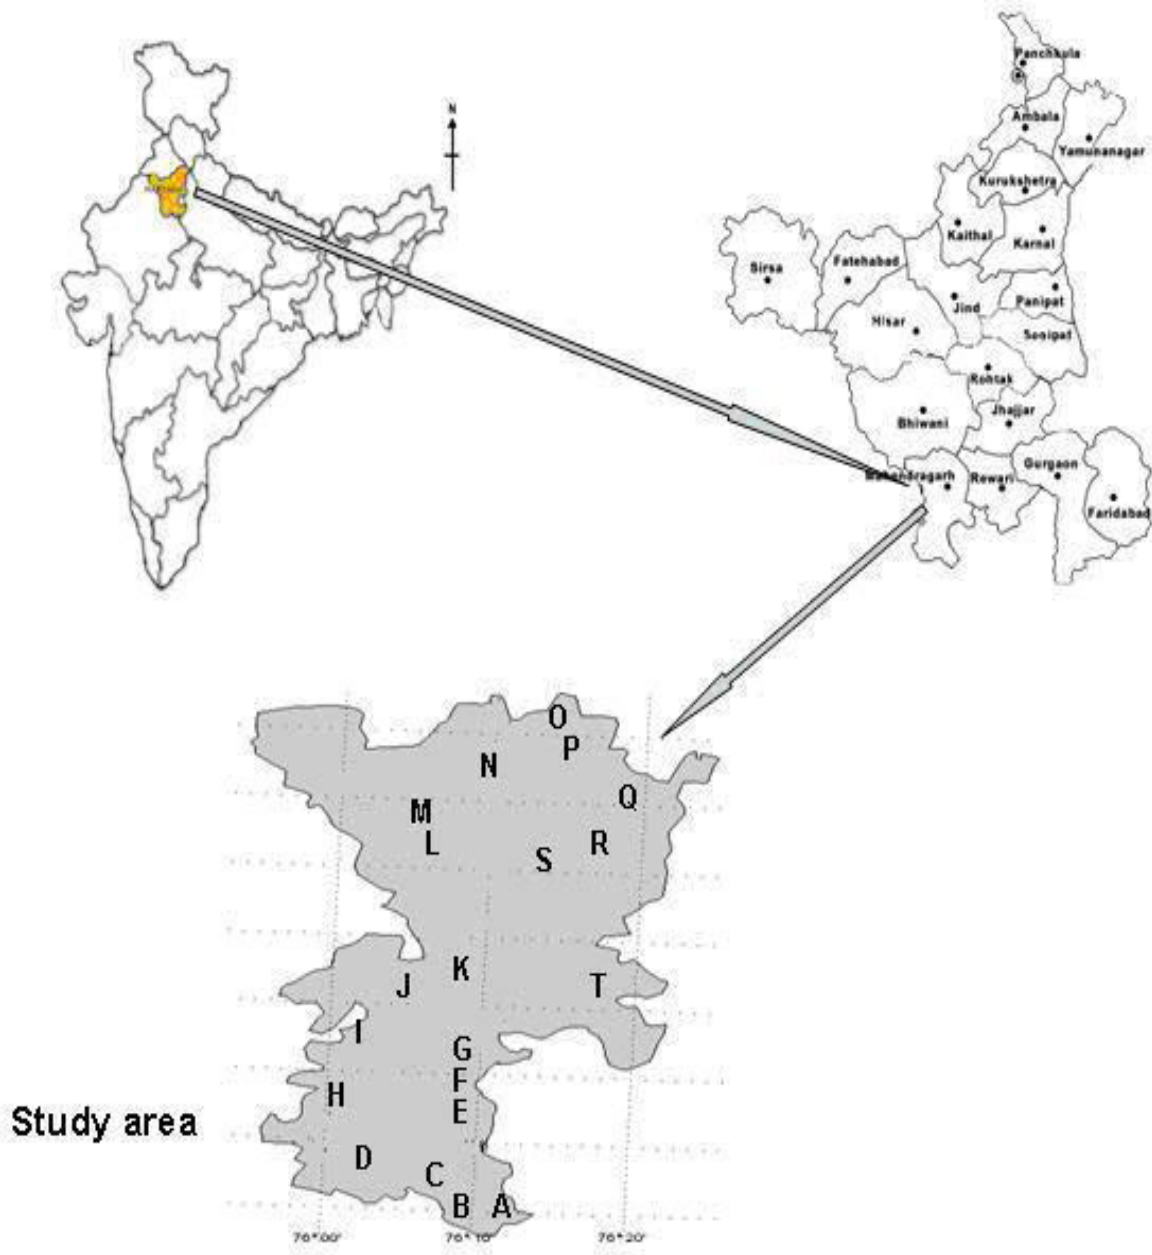 N
Panchkula
Ambala
Yamunanagar
Kurukshetra
Kaithal
Karnal
Sirsa
Fatehabad
Jind
Panipat
Hisar
Sonipat
Rohtak
Jhajjar
Bhiwani
Gurgaon
Mahendragarh
Rewari
Faridabad
O
P
N
Q
M
L
R
S
K
J
T
I
G
F
H
E
Study area
D
C
B
A
76°00'
76°10'
76°20'